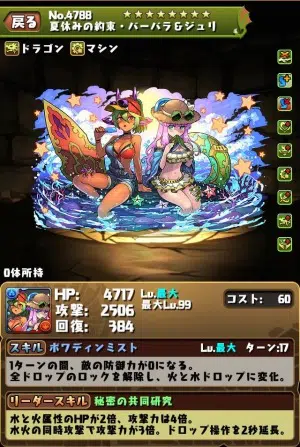 戻る No.4788 ★★★★★★★★
夏休みの約束・バーバラ&ジュリ
ドラゴン マシン
0体所持
HP: 4717 Lv.最大
最大Lv.99
攻撃: 2506
回復: 384
コスト: 60
スキル ボウディンミスト Lv.最大 ターン:17
1ターンの間、敵の防御力が0になる。
全ドロップのロックを解除し、火と水ドロップに変化。
リーダースキル 秘密の共同研究
水と火属性のHPが2倍、攻撃力は4倍。
水火の同時攻撃で攻撃力が3倍。ドロップ操作を2秒延長。